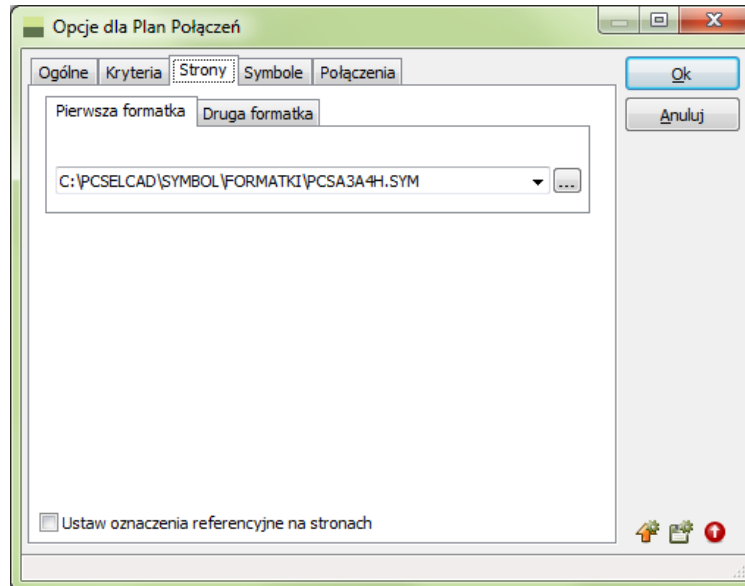 Opcje dla Plan Połączeń
Ogólne Kryteria Strony Symbole Połączenia
Ok
Anuluj
Pierwsza formatka Druga formatka
C:\PCSELCAD\SYMBOL\FORMATKI\PCSA3A4H.SYM ...
Ustaw oznaczenia referencyjne na stronach